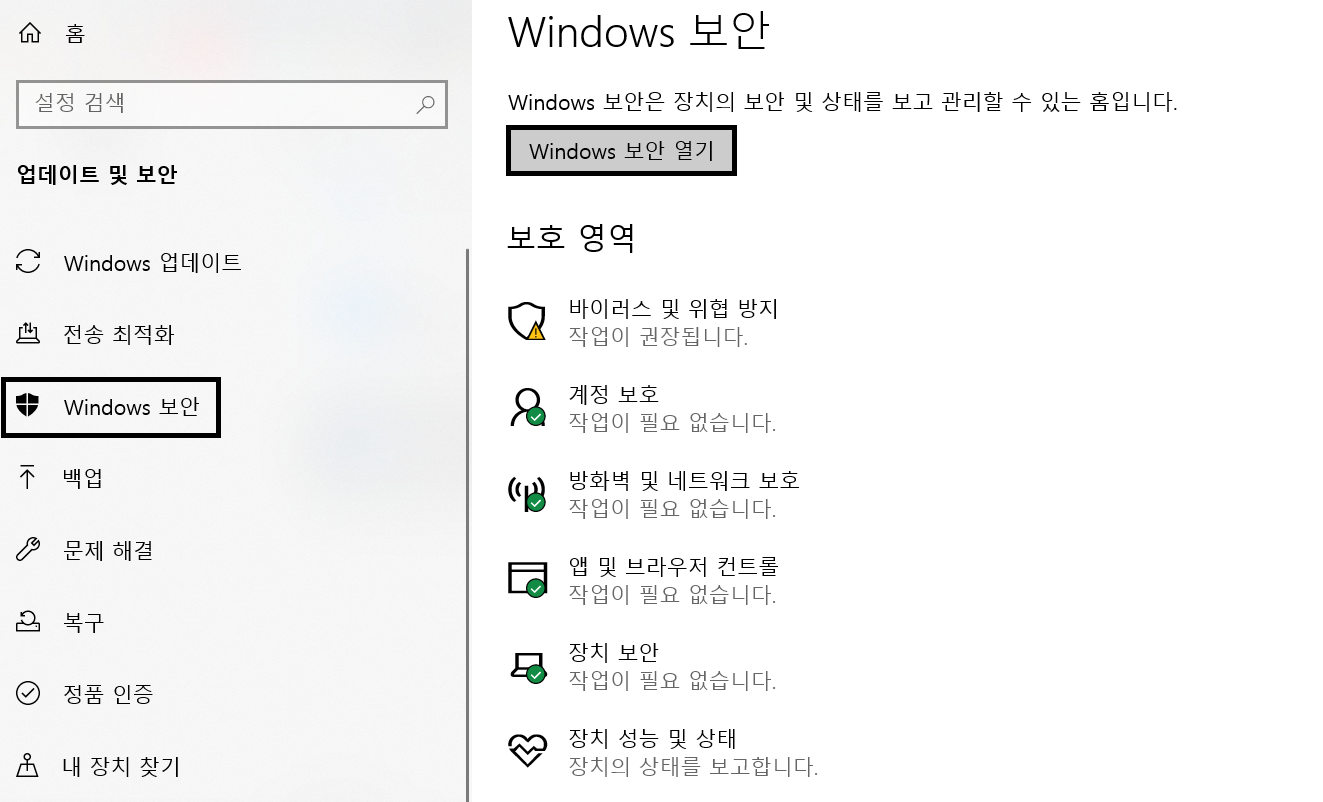 홈
설정 검색
업데이트 및 보안
Windows 업데이트
전송 최적화
Windows 보안
백업
문제 해결
복구
정품 인증
내 장치 찾기
Windows 보안
Windows 보안은 장치의 보안 및 상태를 보고 관리할 수 있는 홈입니다.
Windows 보안 열기
보호 영역
바이러스 및 위협 방지
작업이 권장됩니다.
계정 보호
작업이 필요 없습니다.
방화벽 및 네트워크 보호
작업이 필요 없습니다.
앱 및 브라우저 컨트롤
작업이 필요 없습니다.
장치 보안
작업이 필요 없습니다.
장치 성능 및 상태
장치의 상태를 보고합니다.